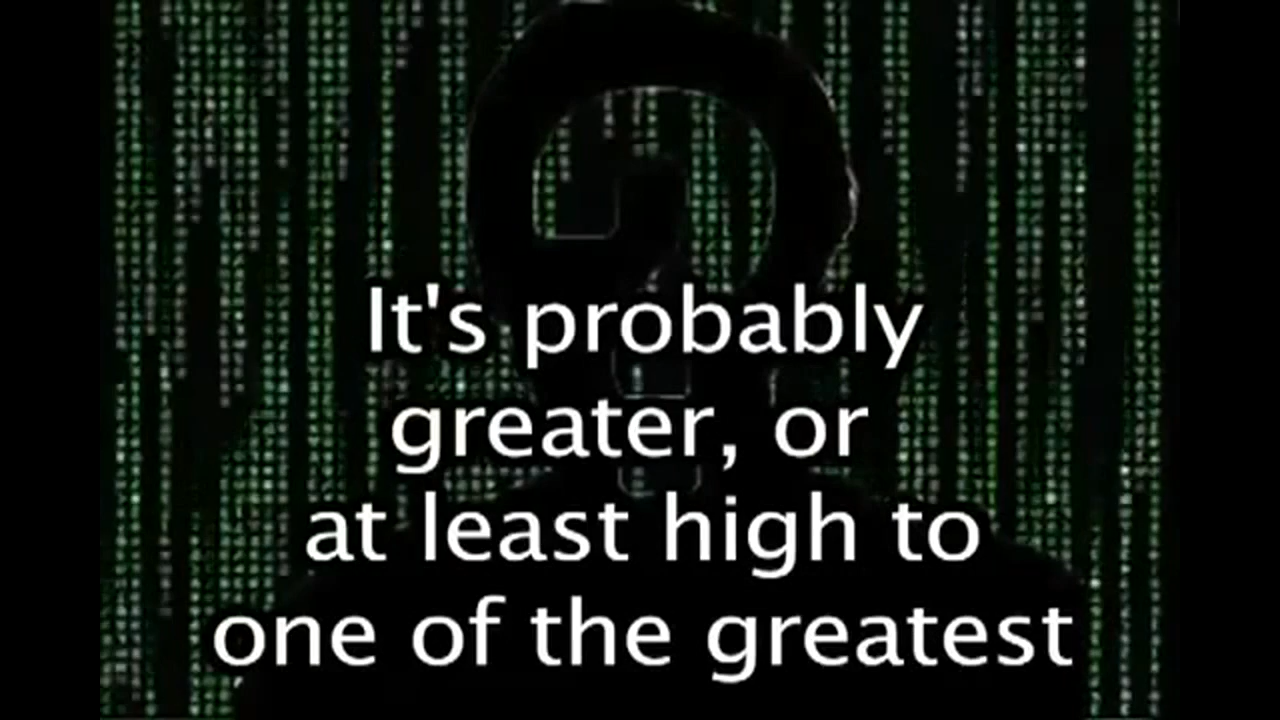 It's probably
greater, or
at least high to
one of the greatest